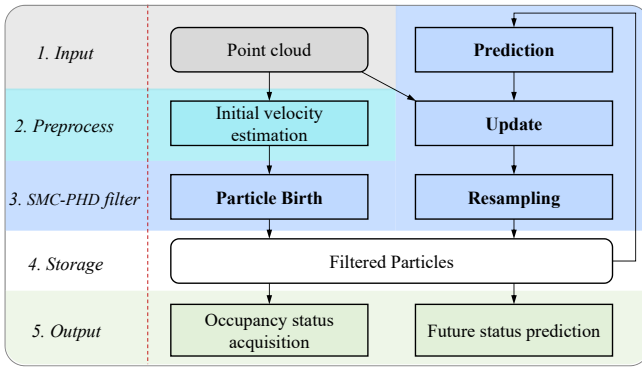 1. Input
Point cloud
Prediction
2. Preprocess
Initial velocity
estimation
Update
3. SMC-PHD filter
Particle Birth
Resampling
4. Storage
Filtered Particles
5. Output
Occupancy status
acquisition
Future status prediction